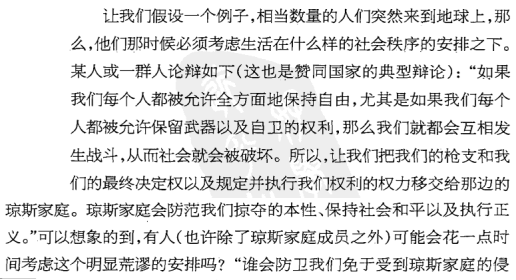 让我们假设一个例子,相当数量的人们突然来到地球上,那
么,他们那时候必须考虑生活在什么样的社会秩序的安排之下。
某人或一群人论辩如下(这也是赞同国家的典型辩论):“如果
我们每个人都被允许全方面地保持自由,尤其是如果我们每个
人都被允许保留武器以及自卫的权利,那么我们就都会互相发
生战斗,从而社会就会被破坏。所以,让我们把我们的枪支和我
们的最终决定权以及规定并执行我们权利的权力移交给那边的
琼斯家庭。琼斯家庭会防范我们掠夺的本性、保持社会和平以及执行正
义。”可以想象的到,有人(也许除了琼斯家庭成员之外)可能会花一点时
间考虑这个明显荒谬的安排吗?“谁会防卫我们免于受到琼斯家庭的侵